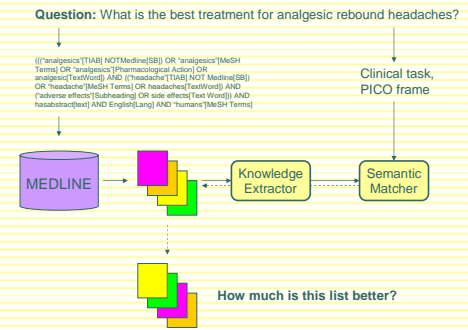 Question: What is the best treatment for analgesic rebound headaches?
((("analgesics"[TIAB] NOT Medline[SB]) OR "analgesics"[MeSH
Terms] OR "analgesics"[Pharmacological Action] OR
analgesic[TextWord]) AND (("headache"[TIAB] NOT Medline[SB])
OR "headache"[MeSH Terms] OR headaches[TextWord]) AND
("adverse effects"[Subheading] OR side effects[Text Word])) AND
hasabstract[text] AND English[Lang] AND "humans"[MeSH Terms]
Clinical task,
PICO frame
MEDLINE
Knowledge
Extractor
Semantic
Matcher
How much is this list better?